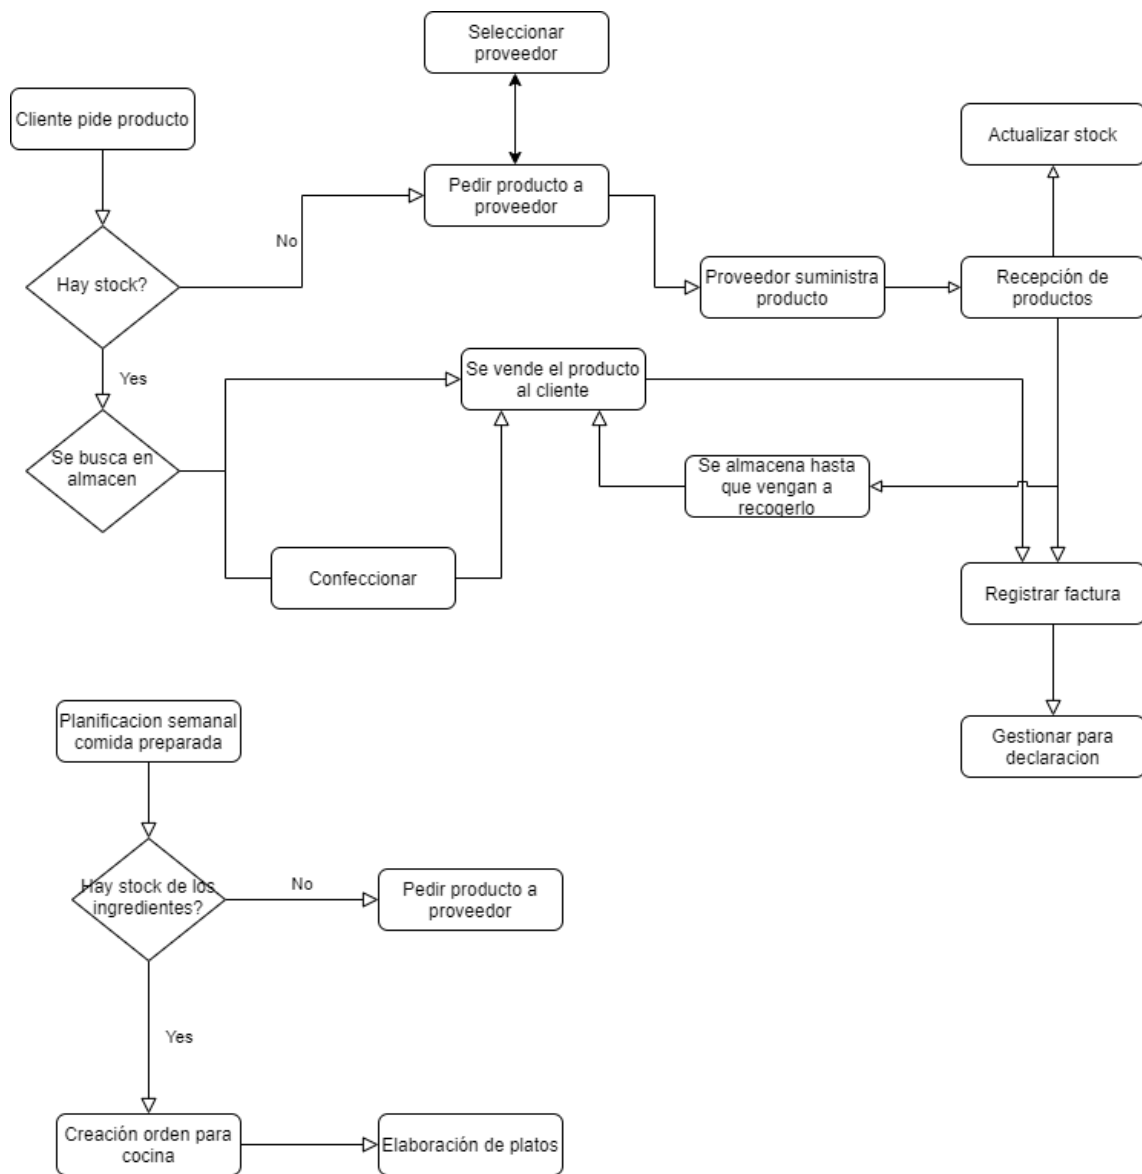 Seleccionar
proveedor
Cliente pide producto
Actualizar stock
Pedir producto a
proveedor
No
Hay stock?
Proveedor suministra
producto
Recepción de
productos
Yes
Se vende el producto
al cliente
Se busca en
almacen
Se almacena hasta
que vengan a
recogerlo
Confeccionar
Registrar factura
Planificacion semanal
comida preparada
Gestionar para
declaracion
Hay stock de los
ingredientes?
No
Pedir producto a
proveedor
Yes
Creación orden para
cocina
Elaboración de platos